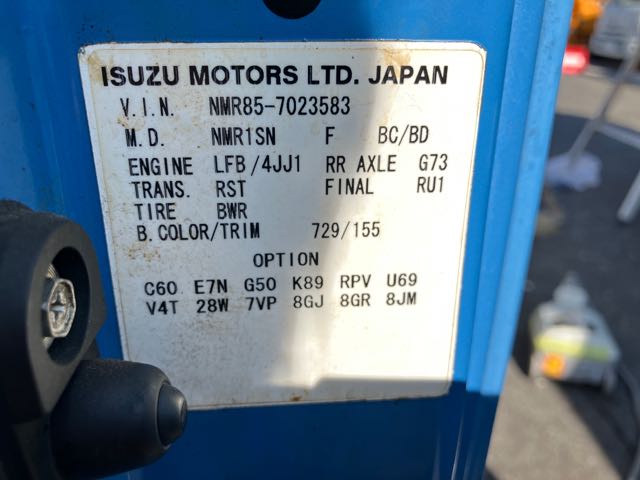 ISUZU MOTORS LTD. JAPAN
V.I.N. NMR85-7023583
M.D. NMR1SN F BC/BD
ENGINE LFB/4JJ1 RR AXLE G73
TRANS. RST FINAL RU1
TIRE BWR
B.COLOR/TRIM 729/155
OPTION
C60 E7N G50 K89 RPV U69
V4T 28W 7VP 8GJ 8GR 8JM